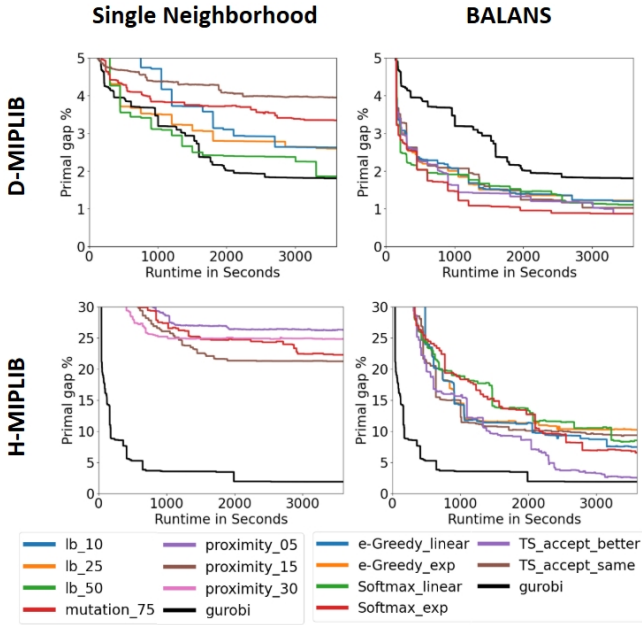 Single Neighborhood
BALANS
D-MIPLIB
Primal gap %
5
4
3
2
1
0
0 1000 2000 3000
Runtime in Seconds
Primal gap %
5
4
3
2
1
0
0 1000 2000 3000
Runtime in Seconds
H-MIPLIB
Primal gap %
30
25
20
15
10
5
0
0 1000 2000 3000
Runtime in Seconds
Primal gap %
30
25
20
15
10
5
0
0 1000 2000 3000
Runtime in Seconds
lb_10
lb_25
lb_50
mutation_75
proximity_05
proximity_15
proximity_30
gurobi
e-Greedy_linear
e-Greedy_exp
Softmax_linear
Softmax_exp
TS_accept_better
TS_accept_same
gurobi